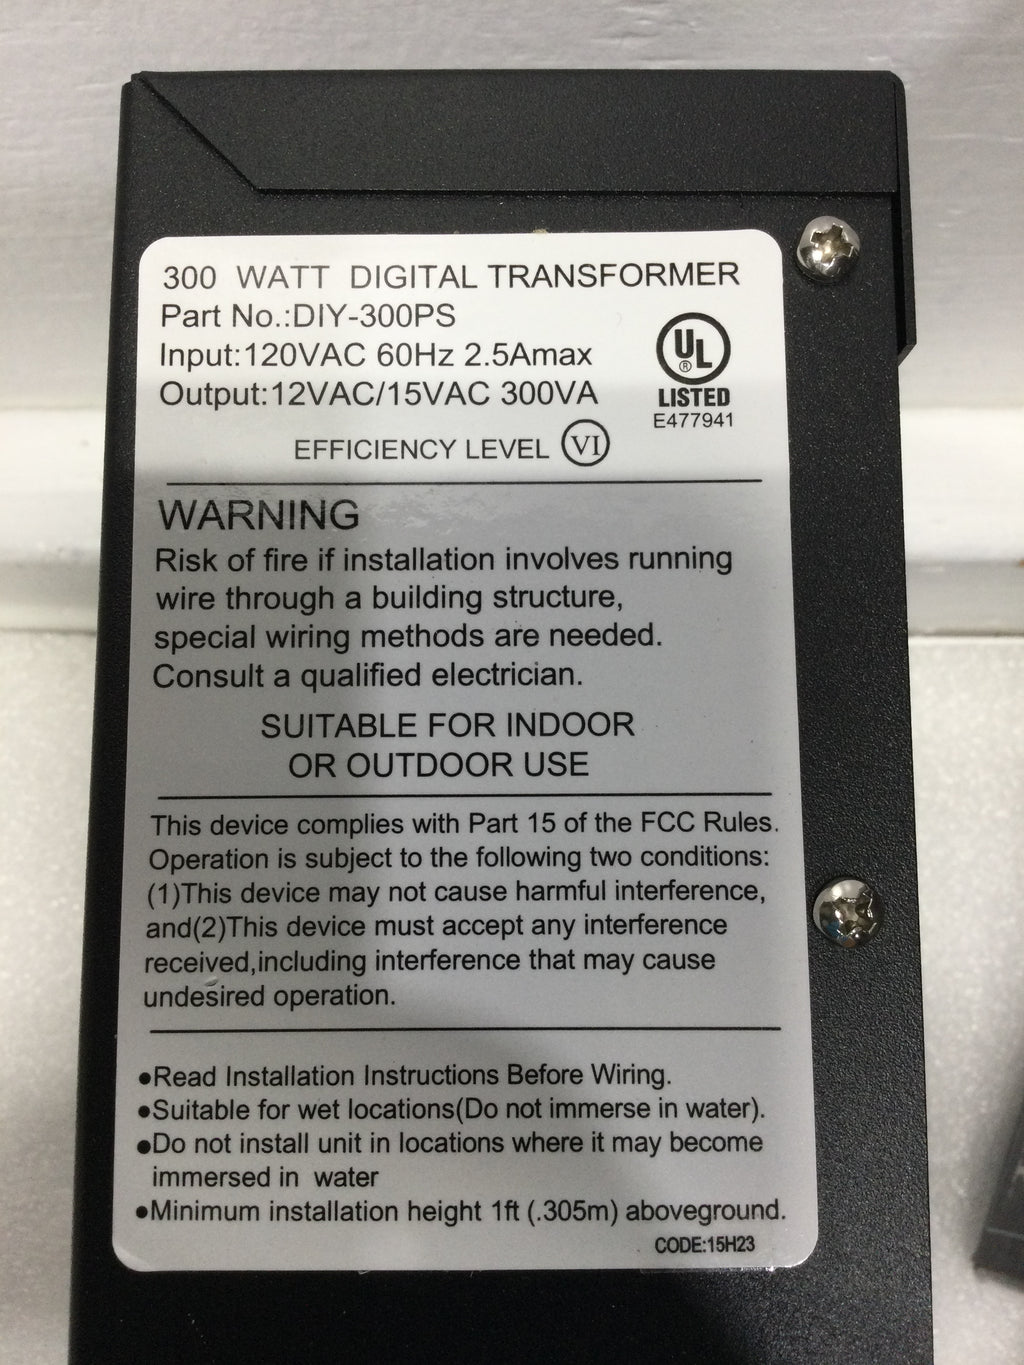 300 WATT DIGITAL TRANSFORMER
Part No.:DIY-300PS
Input:120VAC 60Hz 2.5Amax
Output:12VAC/15VAC 300VA
UL
®
LISTED
E477941
EFFICIENCY LEVEL VI
WARNING
Risk of fire if installation involves running
wire through a building structure,
special wiring methods are needed.
Consult a qualified electrician.
SUITABLE FOR INDOOR
OR OUTDOOR USE
This device complies with Part 15 of the FCC Rules.
Operation is subject to the following two conditions:
(1)This device may not cause harmful interference,
and(2)This device must accept any interference
received,including interference that may cause
undesired operation.
●Read Installation Instructions Before Wiring.
●Suitable for wet locations(Do not immerse in water).
●Do not install unit in locations where it may become
immersed in water
●Minimum installation height 1ft (.305m) aboveground.
CODE:15H23